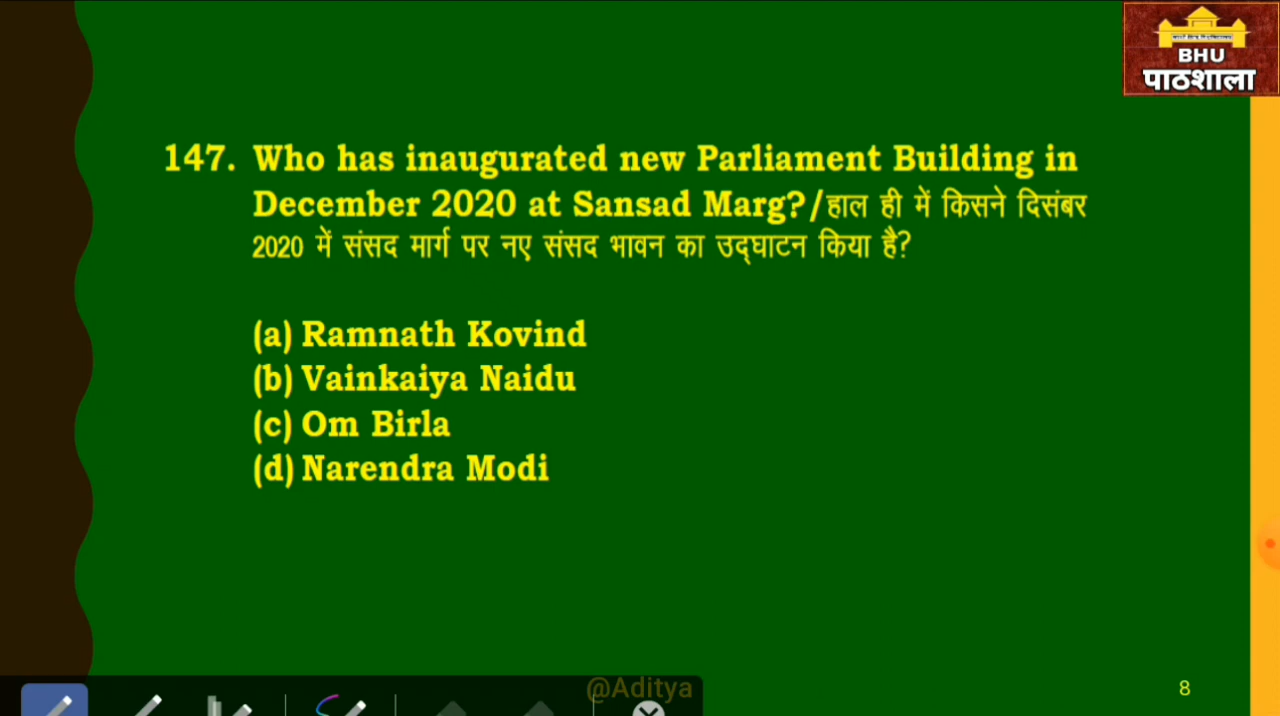 BHU
पाठशाला
147. Who has inaugurated new Parliament Building in
December 2020 at Sansad Marg?/हाल ही में किसने दिसंबर
2020 में संसद मार्ग पर नए संसद भावन का उद्घाटन किया है?
(a) Ramnath Kovind
(b) Vainkaiya Naidu
(c) Om Birla
(d) Narendra Modi
@Aditya
8